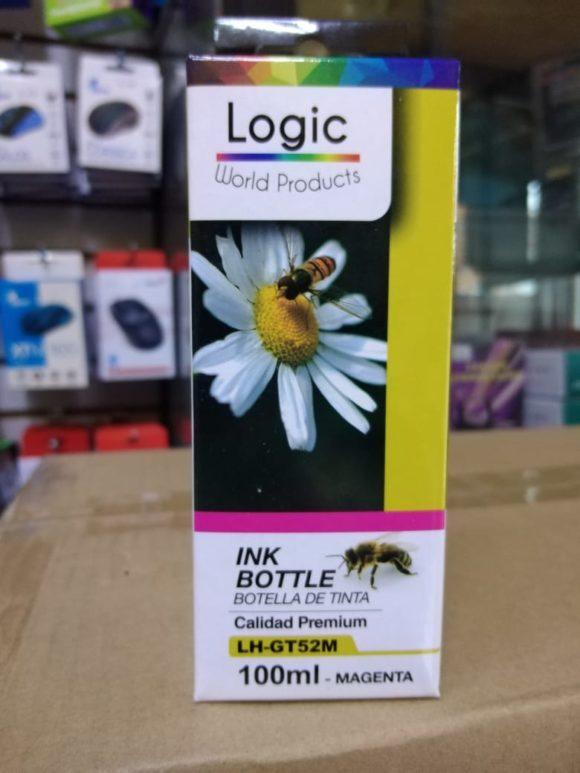 Logic
World Products
INK
BOTTLE
BOTELLA DE TINTA
Calidad Premium
LH-GT52M
100ml - MAGENTA